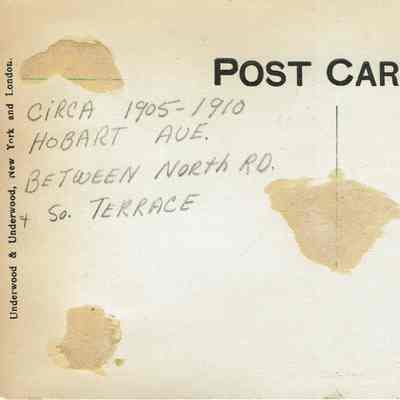 POST CAR
CIRCA 1905-1910
HOBART AVE.
BETWEEN NORTH RD.
& So. TERRACE
Underwood & Underwood, New York and London.